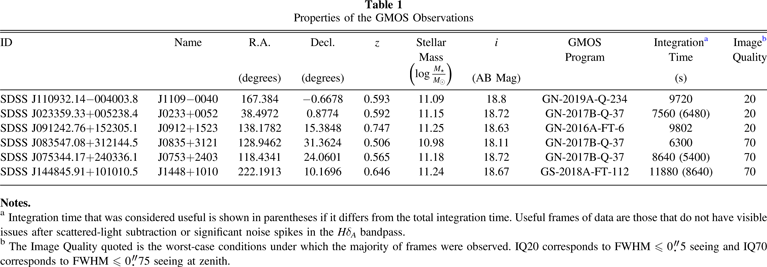 Table 1
Properties of the GMOS Observations
ID Name R.A. Decl. z Stellar Mass i GMOS Program Integration^a Time Image^b Quality
(degrees) (degrees) (log M⋆/M☉) (AB Mag) (s)
SDSS J110932.14−004003.8 J1109−0040 167.384 −0.6678 0.593 11.09 18.8 GN-2019A-Q-234 9720 20
SDSS J023359.33+005238.4 J0233+0052 38.4972 0.8774 0.592 11.15 18.72 GN-2017B-Q-37 7560 (6480) 20
SDSS J091242.76+152305.1 J0912+1523 138.1782 15.3848 0.747 11.25 18.63 GN-2016A-FT-6 9802 20
SDSS J083547.08+312144.5 J0835+3121 128.9462 31.3624 0.506 10.98 18.11 GN-2017B-Q-37 6300 70
SDSS J075344.17+240336.1 J0753+2403 118.4341 24.0601 0.565 11.18 18.72 GN-2017B-Q-37 8640 (5400) 70
SDSS J144845.91+101010.5 J1448+1010 222.1913 10.1696 0.646 11.24 18.67 GS-2018A-FT-112 11880 (8640) 70
Notes.
a Integration time that was considered useful is shown in parentheses if it differs from the total integration time. Useful frames of data are those that do not have visible
issues after scattered-light subtraction or significant noise spikes in the HδA bandpass.
b The Image Quality quoted is the worst-case conditions under which the majority of frames were observed. IQ20 corresponds to FWHM ⩽ 0.″5 seeing and IQ70
corresponds to FWHM ⩽ 0.″75 seeing at zenith.